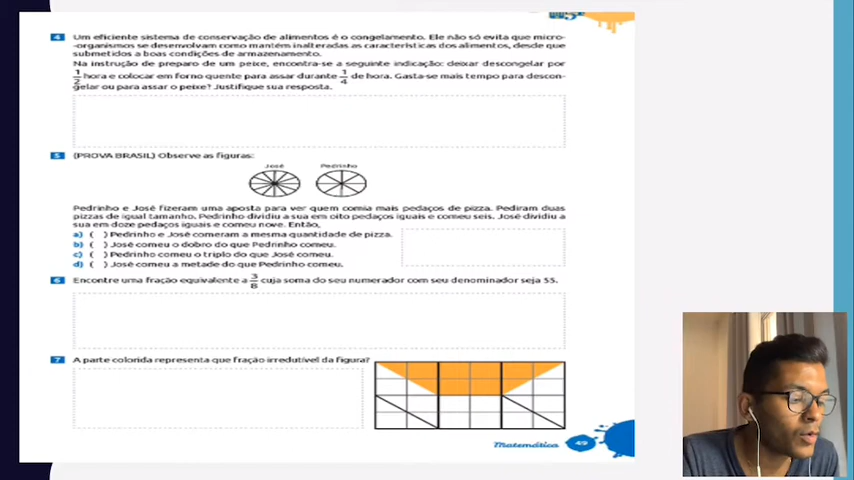 4 Um eficiente sistema de conservação de alimentos é o congelamento. Ele não só evita que micro-
-organismos se desenvolvam como mantém inalteradas as características dos alimentos, desde que
submetidos a boas condições de armazenamento.
Na instrução de preparo de um peixe, encontra-se a seguinte indicação: deixar descongelar por
1/2 hora e colocar em forno quente para assar durante 1/4 de hora. Gasta-se mais tempo para descon-
gelar ou para assar o peixe? Justifique sua resposta.
5 (PROVA BRASIL) Observe as figuras:
José Pedrinho
Pedrinho e José fizeram uma aposta para ver quem comia mais pedaços de pizza. Pediram duas
pizzas de igual tamanho. Pedrinho dividiu a sua em oito pedaços iguais e comeu seis. José dividiu a
sua em doze pedaços iguais e comeu nove. Então,
a) ( ) Pedrinho e José comeram a mesma quantidade de pizza.
b) ( ) José comeu o dobro do que Pedrinho comeu.
c) ( ) Pedrinho comeu o triplo do que José comeu.
d) ( ) José comeu a metade do que Pedrinho comeu.
6 Encontre uma fração equivalente a 3/8 cuja soma do seu numerador com seu denominador seja 55.
7 A parte colorida representa que fração irredutível da figura?
Matemática 49